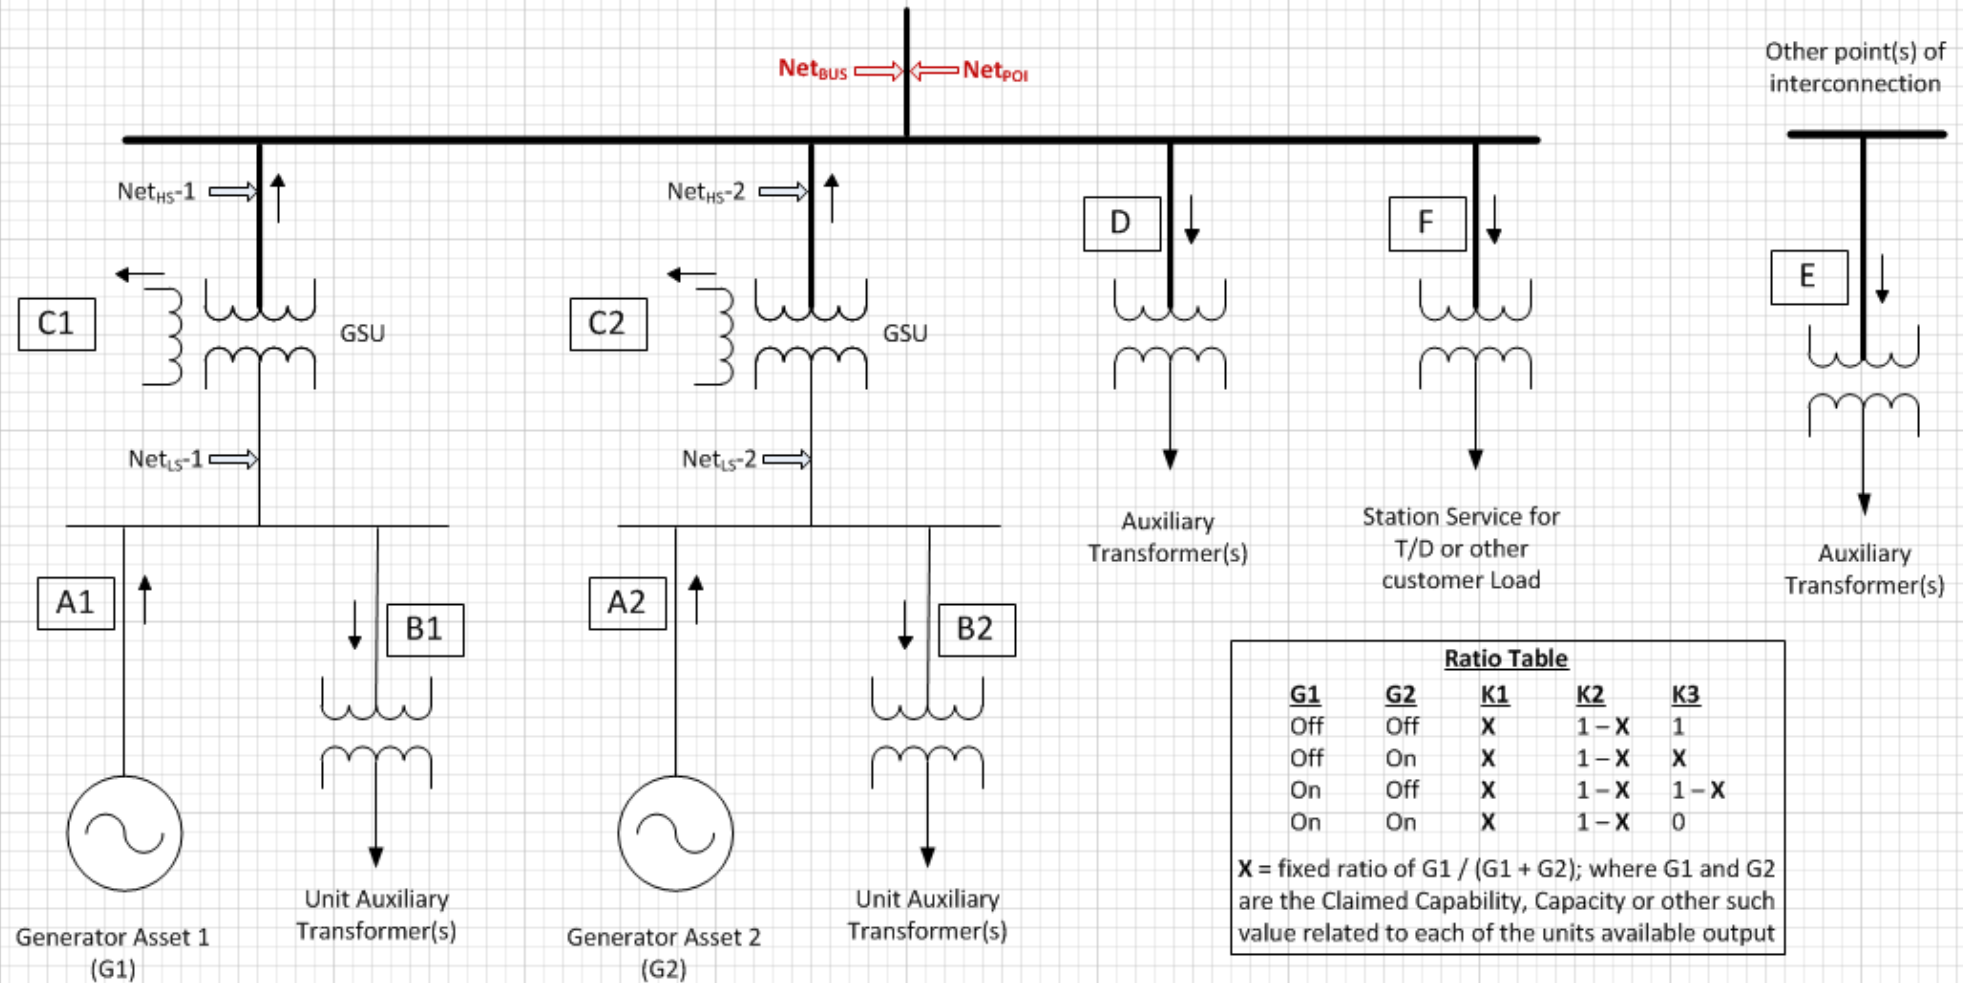 Net_BUS
Net_POI
Other point(s) of
interconnection
Net_HS-1
Net_HS-2
D
F
E
C1
GSU
C2
GSU
Net_LS-1
Net_LS-2
Auxiliary
Transformer(s)
Station Service for
T/D or other
customer Load
Auxiliary
Transformer(s)
A1
B1
A2
B2
Ratio Table
G1 G2 K1 K2 K3
Off Off X 1 – X 1
Off On X 1 – X X
On Off X 1 – X 1 – X
On On X 1 – X 0
X = fixed ratio of G1 / (G1 + G2); where G1 and G2
are the Claimed Capability, Capacity or other such
value related to each of the units available output
Unit Auxiliary
Transformer(s)
Unit Auxiliary
Transformer(s)
Generator Asset 1
(G1)
Generator Asset 2
(G2)